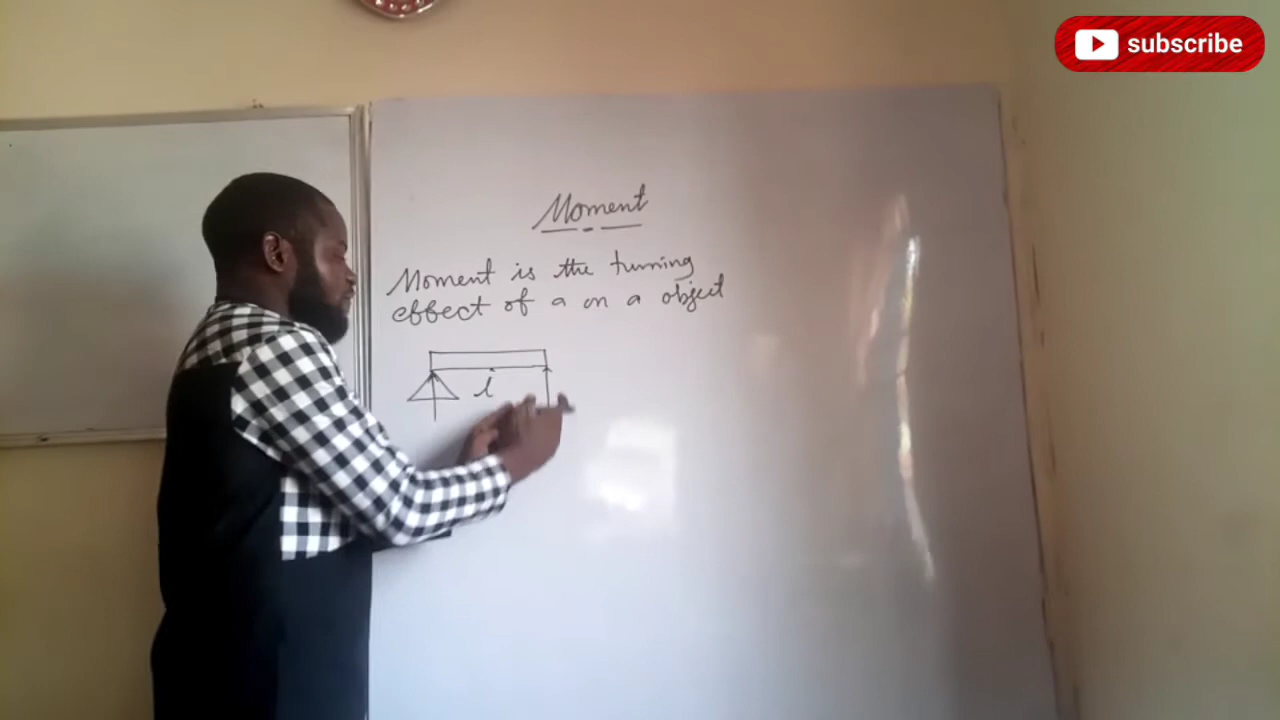 subscribe
Moment
Moment is the turning
effect of a on a object
l